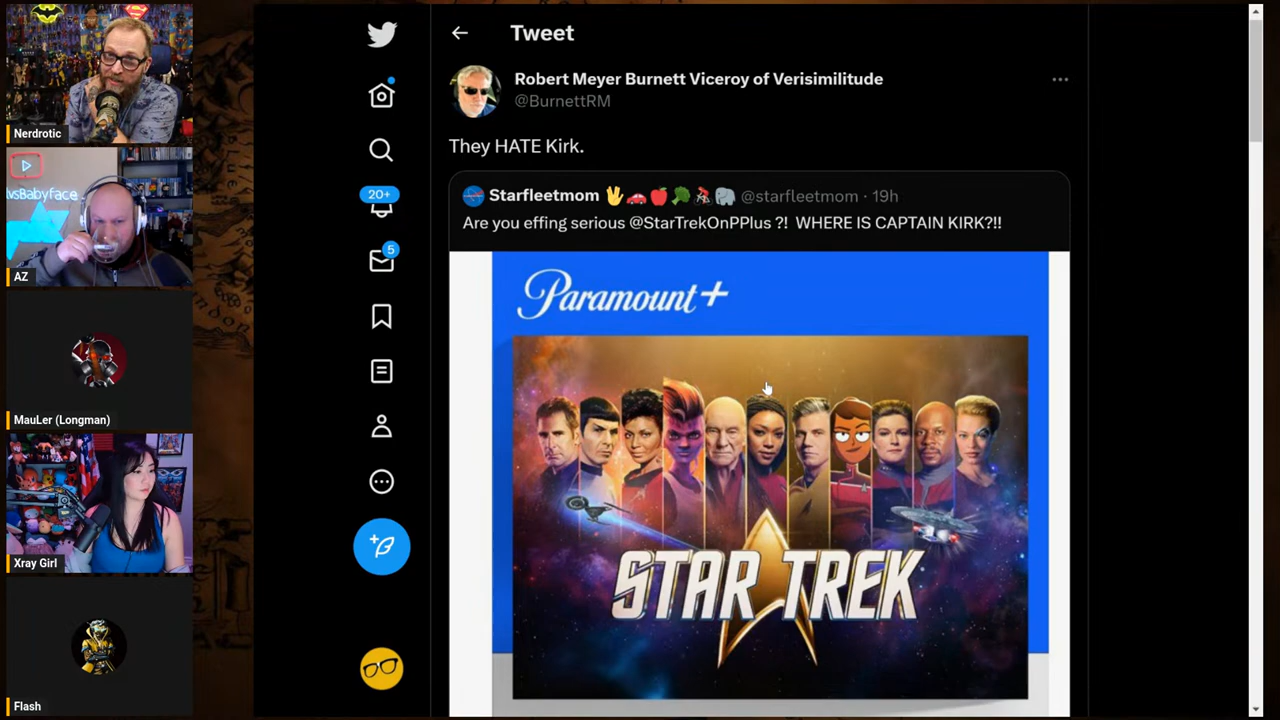 Nerdrotic
vsBabyface
AZ
MauLer (Longman)
Xray Girl
Flash
20+
5
Tweet
Robert Meyer Burnett Viceroy of Verisimilitude
@BurnettRM
They HATE Kirk.
Starfleetmom 🖖🚗🍎🥦🚴🐘 @starfleetmom · 19h
Are you effing serious @StarTrekOnPPlus ?! WHERE IS CAPTAIN KIRK?!!
Paramount+
STAR TREK